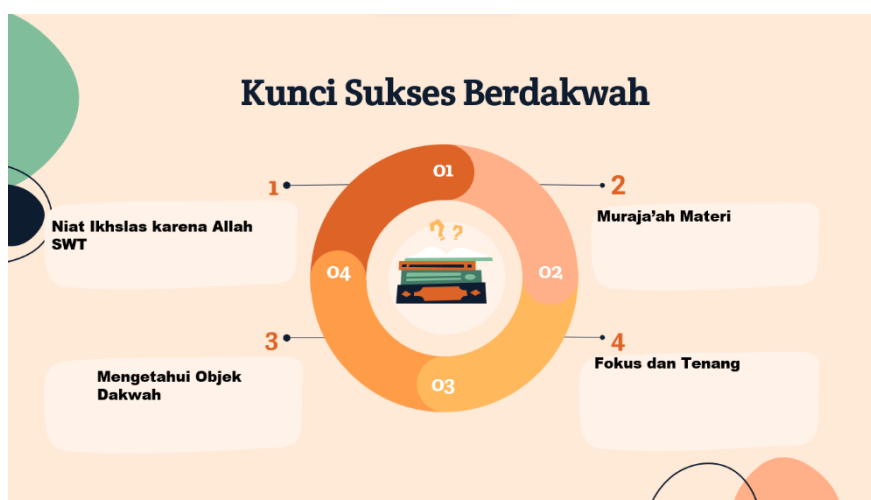 Kunci Sukses Berdakwah
01
02
03
04
1
Niat Ikhslas karena Allah
SWT
2
Muraja’ah Materi
3
Mengetahui Objek
Dakwah
4
Fokus dan Tenang
? ?